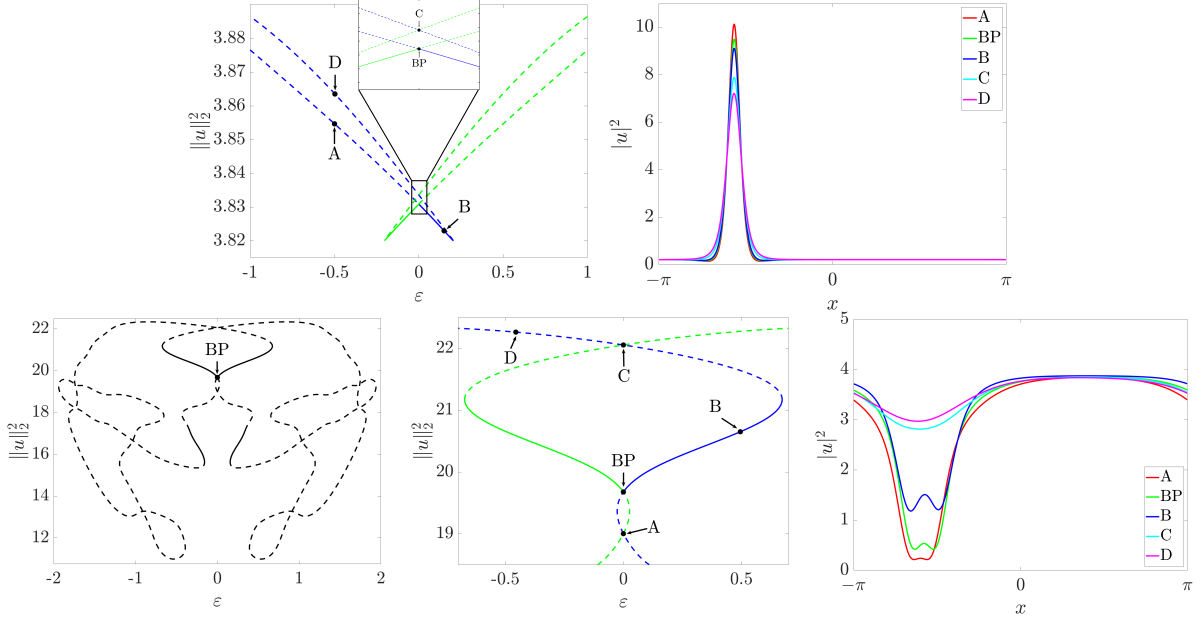 C
BP
||u||₂²
3.88
3.87
3.86
3.85
3.84
3.83
3.82
D
A
B
-1
-0.5
0
0.5
1
ε
|u|²
10
8
6
4
2
0
A
BP
B
C
D
−π
0
π
x
||u||₂²
22
20
18
16
14
12
BP
-2
-1
0
1
2
ε
||u||₂²
22
21
20
19
D
C
B
BP
A
-0.5
0
0.5
ε
|u|²
5
4
3
2
1
0
A
BP
B
C
D
−π
0
π
x